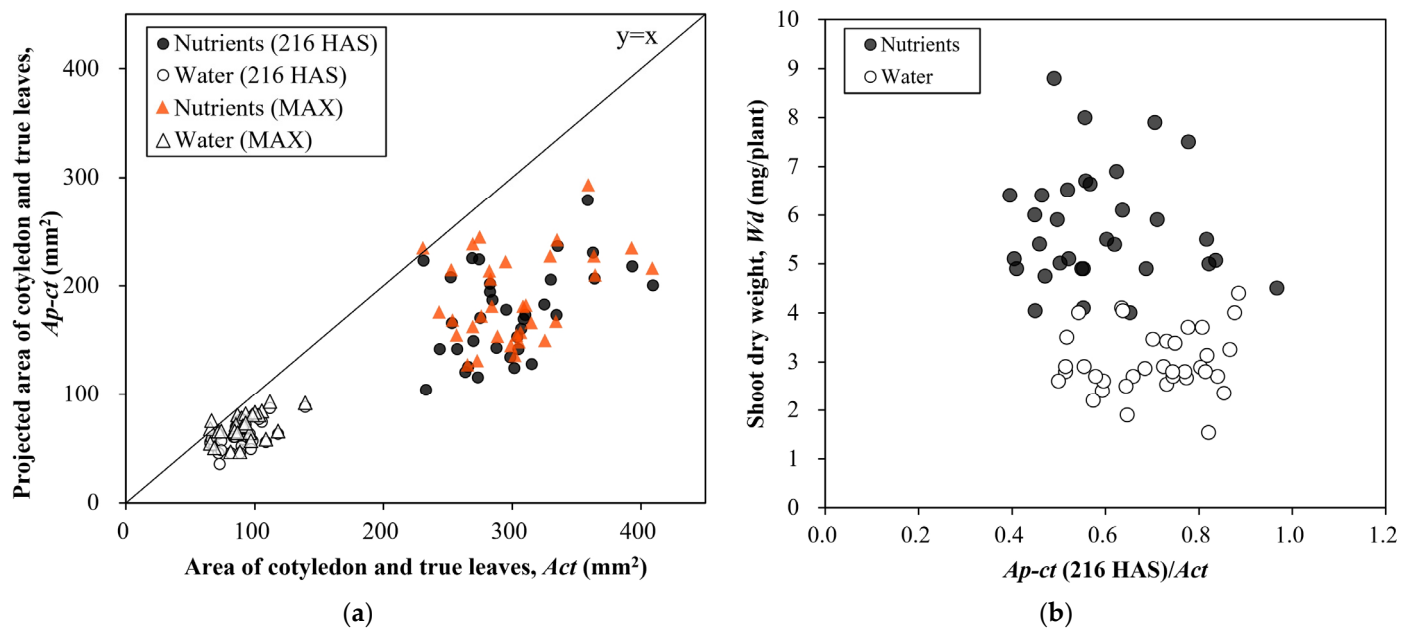 Projected area of cotyledon and true leaves,
Ap-ct (mm²)
400
300
200
100
0
Nutrients (216 HAS)
Water (216 HAS)
Nutrients (MAX)
Water (MAX)
y=x
0
100
200
300
400
Area of cotyledon and true leaves, Act (mm²)
(a)
Shoot dry weight, Wd (mg/plant)
10
9
8
7
6
5
4
3
2
1
0
Nutrients
Water
0.0
0.2
0.4
0.6
0.8
1.0
1.2
Ap-ct (216 HAS)/Act
(b)